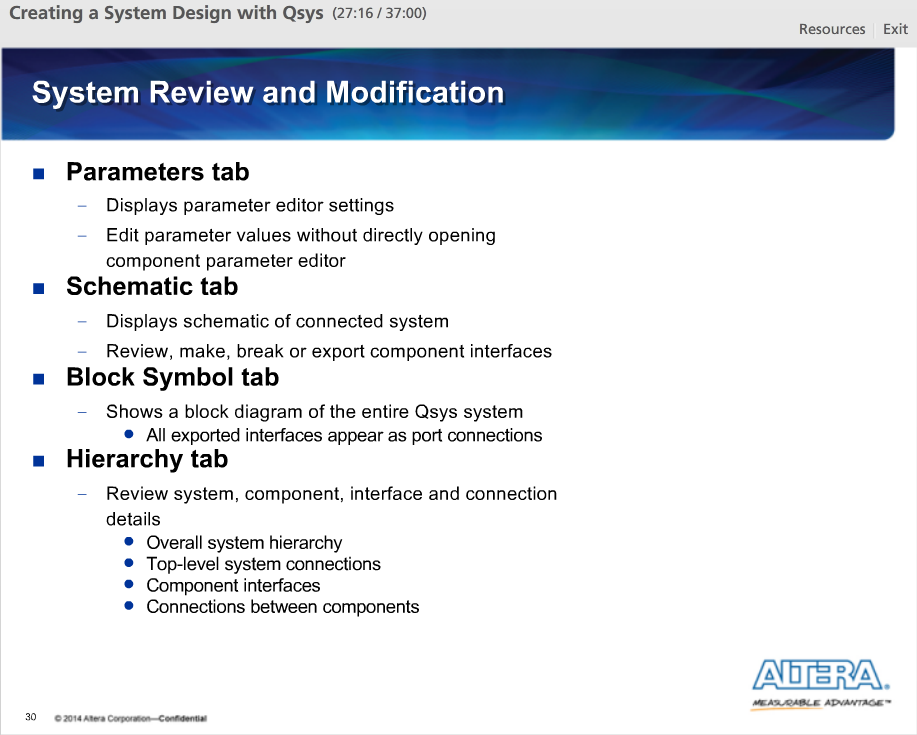 Creating a System Design with Qsys (27:16 / 37:00)
Resources Exit
System Review and Modification
Parameters tab
– Displays parameter editor settings
– Edit parameter values without directly opening
component parameter editor
Schematic tab
– Displays schematic of connected system
– Review, make, break or export component interfaces
Block Symbol tab
– Shows a block diagram of the entire Qsys system
• All exported interfaces appear as port connections
Hierarchy tab
– Review system, component, interface and connection
details
• Overall system hierarchy
• Top-level system connections
• Component interfaces
• Connections between components
ALTERA®
MEASURABLE ADVANTAGE™
30 © 2014 Altera Corporation—Confidential